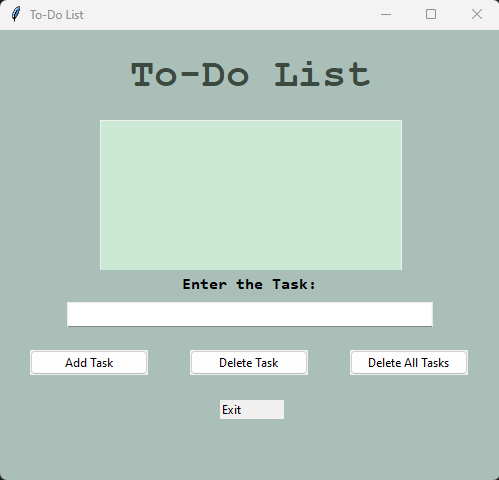 To-Do List
To-Do List
Enter the Task:
Add Task Delete Task Delete All Tasks
Exit